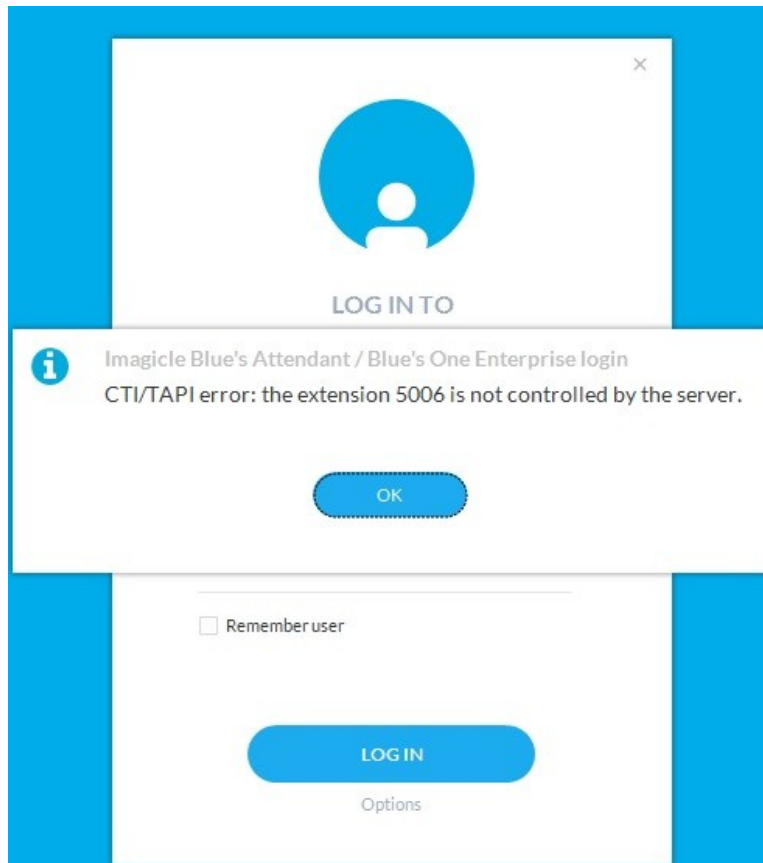 LOG IN TO
Imagicle Blue's Attendant / Blue's One Enterprise login
CTI/TAPI error: the extension 5006 is not controlled by the server.
OK
Remember user
LOG IN
Options